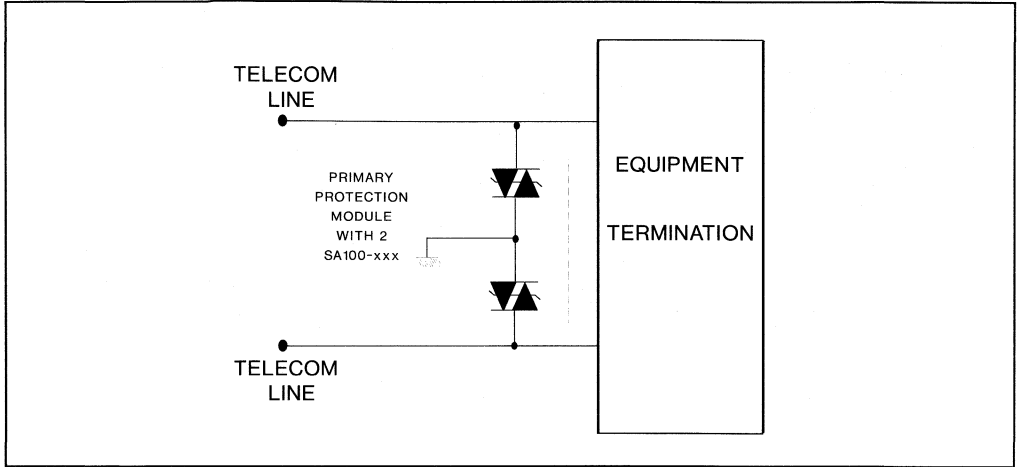 TELECOM
LINE
PRIMARY
PROTECTION
MODULE
WITH 2
SA100-xxx
EQUIPMENT
TERMINATION
TELECOM
LINE